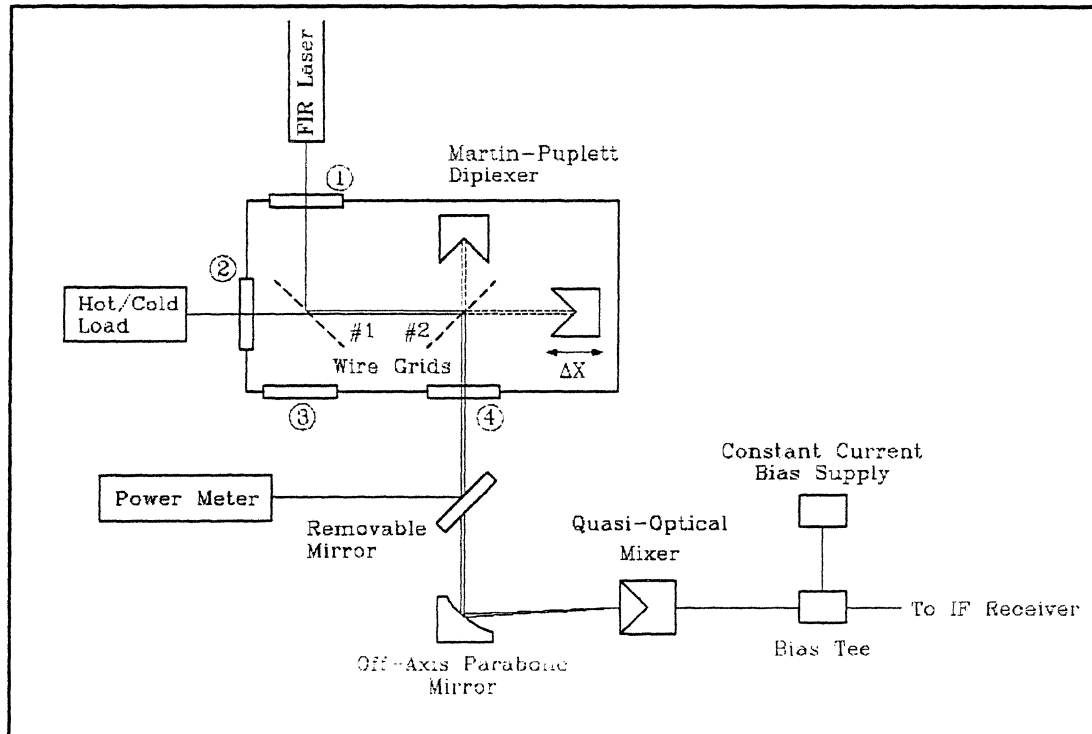 FIR Laser
Martin-Puplett
Diplexer
①
②
Hot/Cold
Load
#1
#2
Wire Grids
ΔX
③
④
Constant Current
Bias Supply
Power Meter
Removable
Mirror
Quasi-Optical
Mixer
To IF Receiver
Bias Tee
Off-Axis Parabolic
Mirror